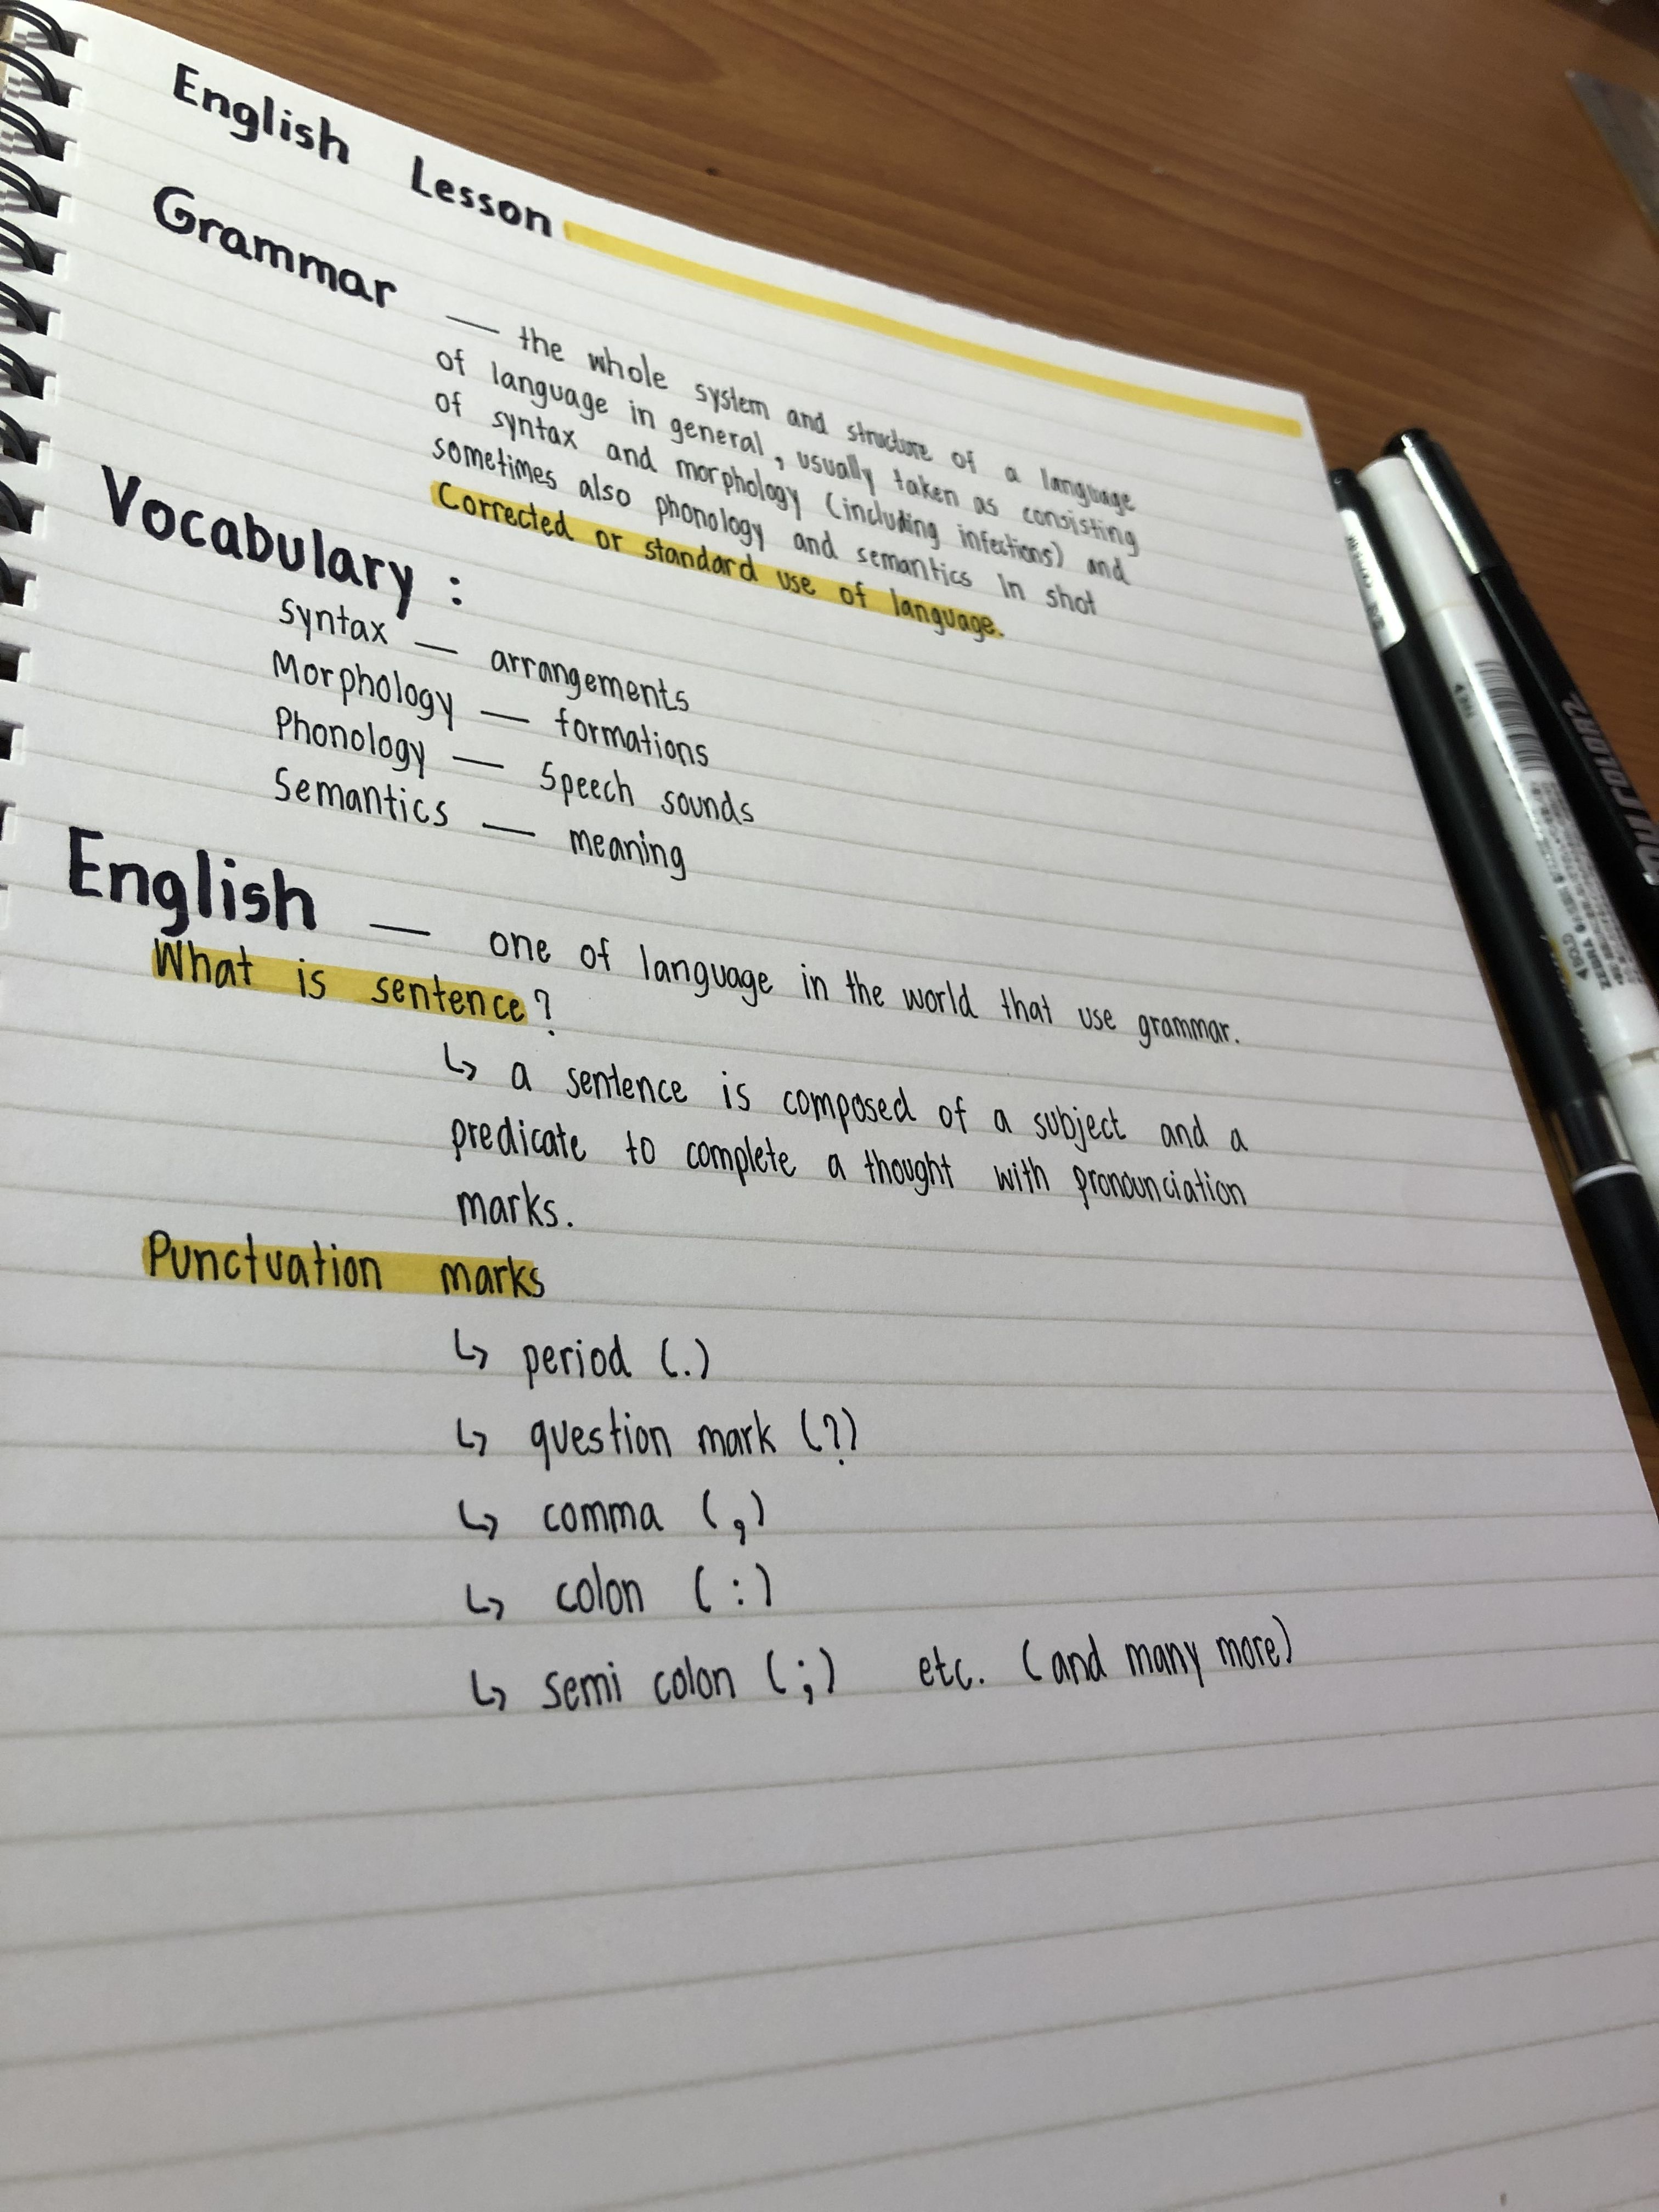 English Lesson
Grammar
— the whole system and structure of a language
of language in general, usually taken as consisting
of syntax and morphology (including infections) and
sometimes also phonology and semantics In shot
Corrected or standard use of language.
Vocabulary :
Syntax — arrangements
Morphology — formations
Phonology — Speech sounds
Semantics — meaning
English — one of language in the world that use grammar.
What is sentence?
↳ a sentence is composed of a subject and a
predicate to complete a thought with pronounciation
marks.
Punctuation marks
↳ period (.)
↳ question mark (?)
↳ comma (,)
↳ colon (:)
↳ semi colon (;) etc. (and many more)